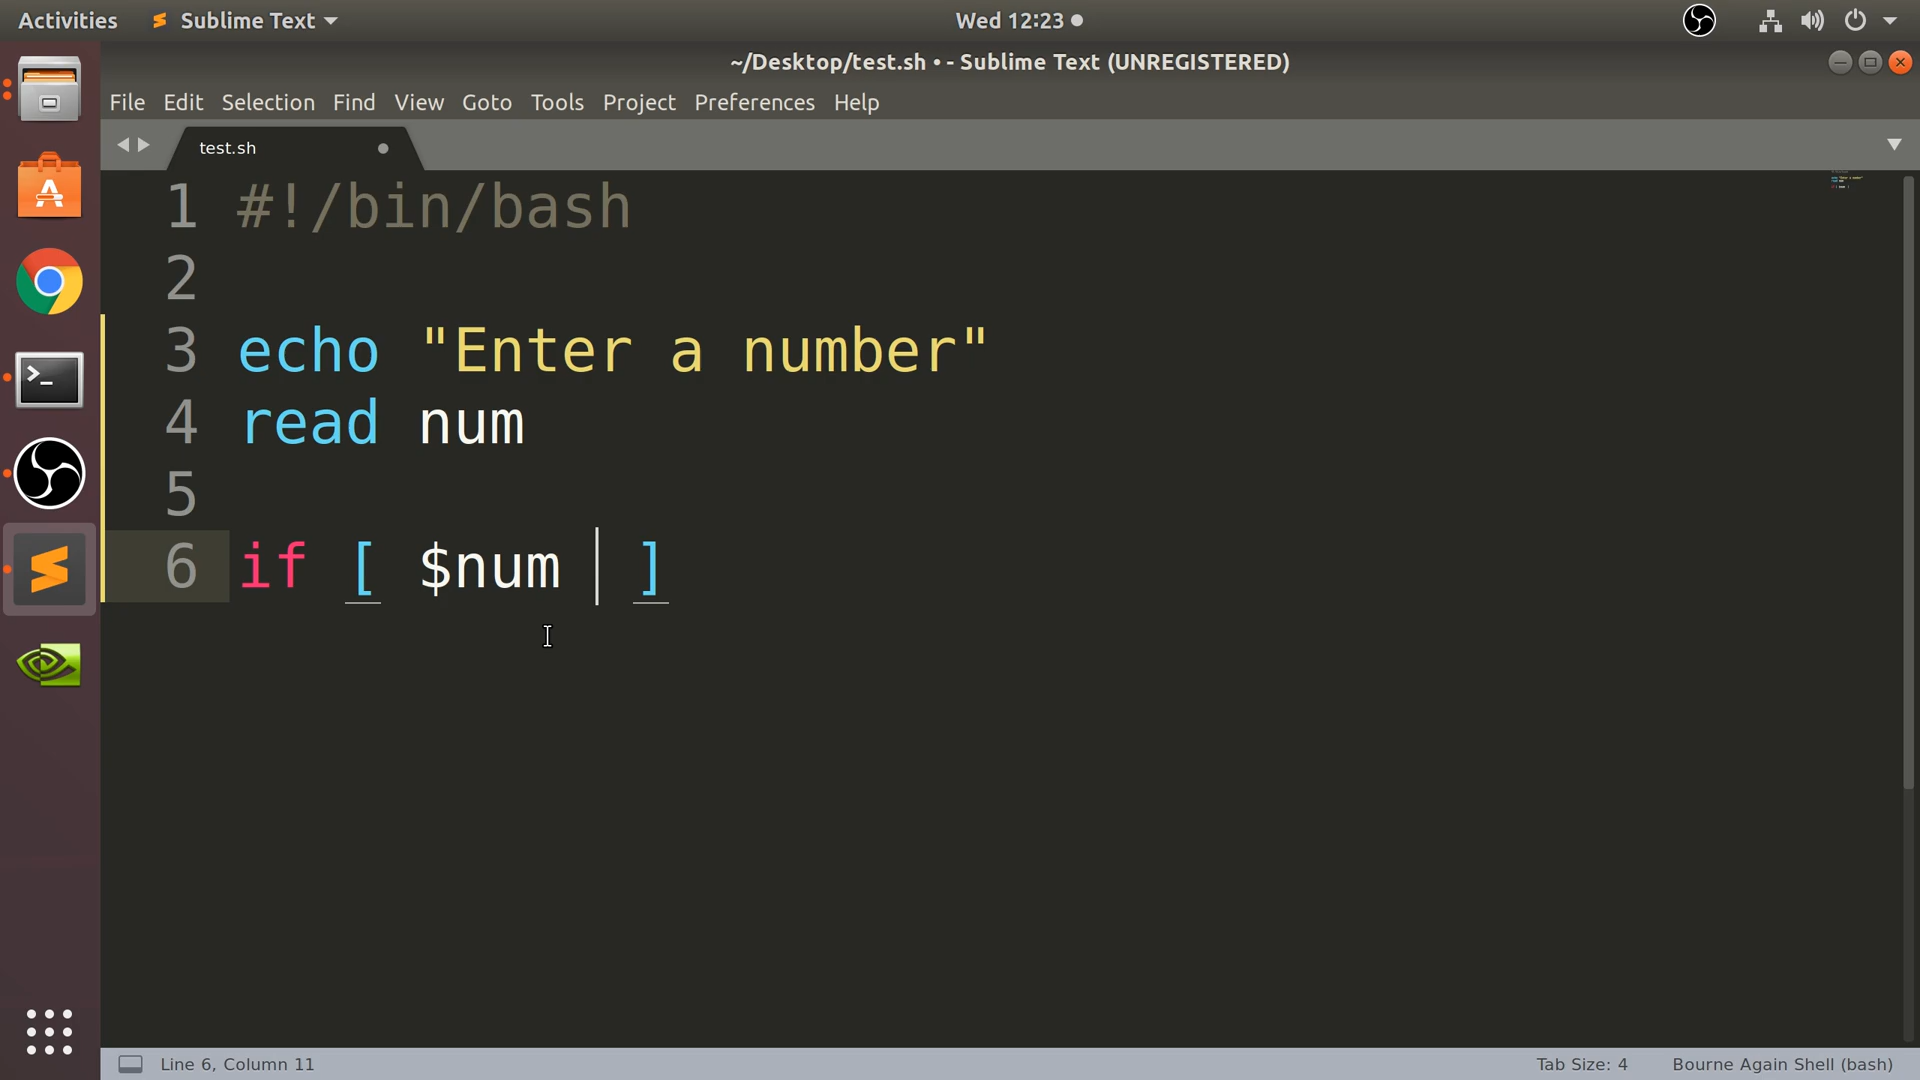 Activities Sublime Text Wed 12:23
~/Desktop/test.sh • - Sublime Text (UNREGISTERED)
File Edit Selection Find View Goto Tools Project Preferences Help
test.sh
1 #!/bin/bash
2
3 echo "Enter a number"
4 read num
5
6 if [ $num ]
Line 6, Column 11 Tab Size: 4 Bourne Again Shell (bash)